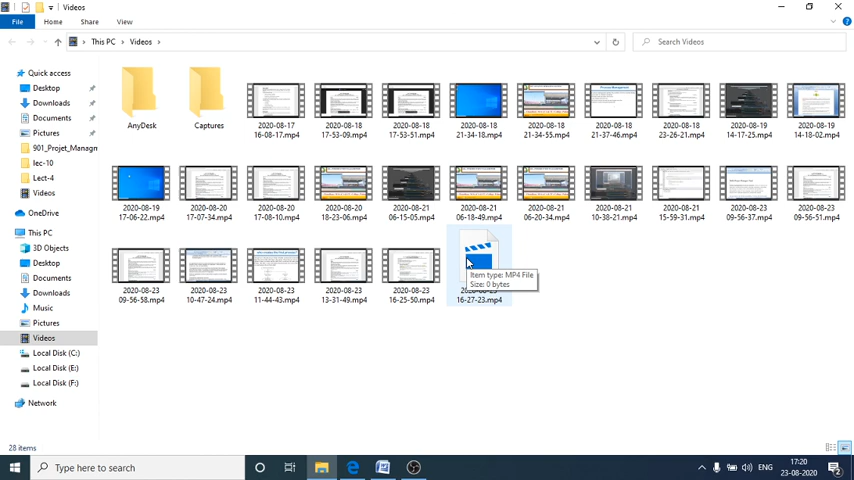 Videos
File Home Share View
This PC Videos
Search Videos
Quick access
Desktop
Downloads
Documents
Pictures
901_Projet_Managm
lec-10
Lect-4
Videos
OneDrive
This PC
3D Objects
Desktop
Documents
Downloads
Music
Pictures
Videos
Local Disk (C:)
Local Disk (E:)
Local Disk (F:)
Network
AnyDesk
Captures
2020-08-17
16-08-17.mp4
2020-08-18
17-53-09.mp4
2020-08-18
17-53-51.mp4
2020-08-18
21-34-18.mp4
2020-08-18
21-34-55.mp4
2020-08-18
21-37-46.mp4
2020-08-18
23-26-21.mp4
2020-08-19
14-17-25.mp4
2020-08-19
14-18-02.mp4
2020-08-19
17-06-22.mp4
2020-08-20
17-07-34.mp4
2020-08-20
17-08-10.mp4
2020-08-20
18-23-06.mp4
2020-08-21
06-15-05.mp4
2020-08-21
06-18-49.mp4
2020-08-21
06-20-34.mp4
2020-08-21
10-38-21.mp4
2020-08-21
15-59-31.mp4
2020-08-23
09-56-37.mp4
2020-08-23
09-56-51.mp4
2020-08-23
09-56-58.mp4
2020-08-23
10-47-24.mp4
2020-08-23
11-44-43.mp4
2020-08-23
13-31-49.mp4
2020-08-23
16-25-50.mp4
Item type: MP4 File
Size: 0 bytes
16-27-23.mp4
28 items
Type here to search
ENG
17:20
23-08-2020